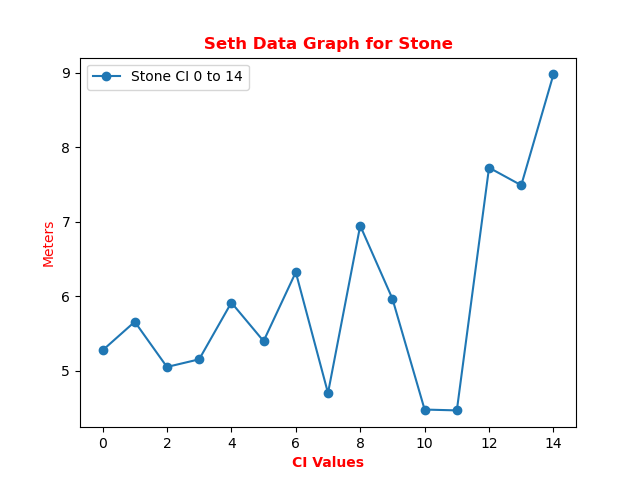 Seth Data Graph for Stone
Stone CI 0 to 14
9
8
7
6
5
Meters
0 2 4 6 8 10 12 14
CI Values